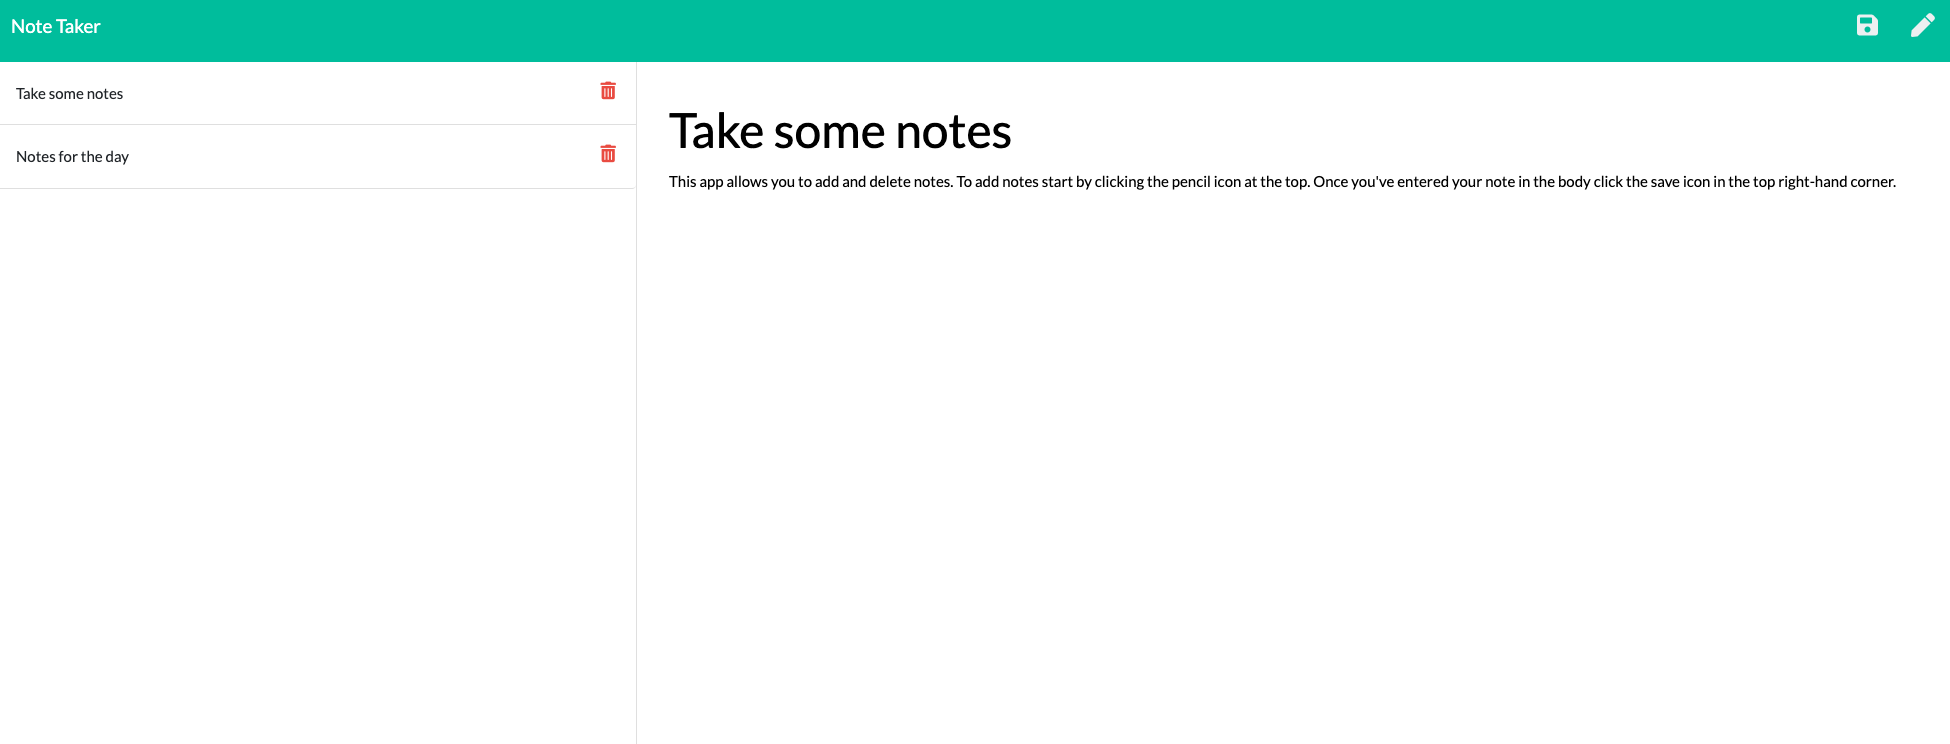 Note Taker
Take some notes
Notes for the day
Take some notes
This app allows you to add and delete notes. To add notes start by clicking the pencil icon at the top. Once you've entered your note in the body click the save icon in the top right-hand corner.